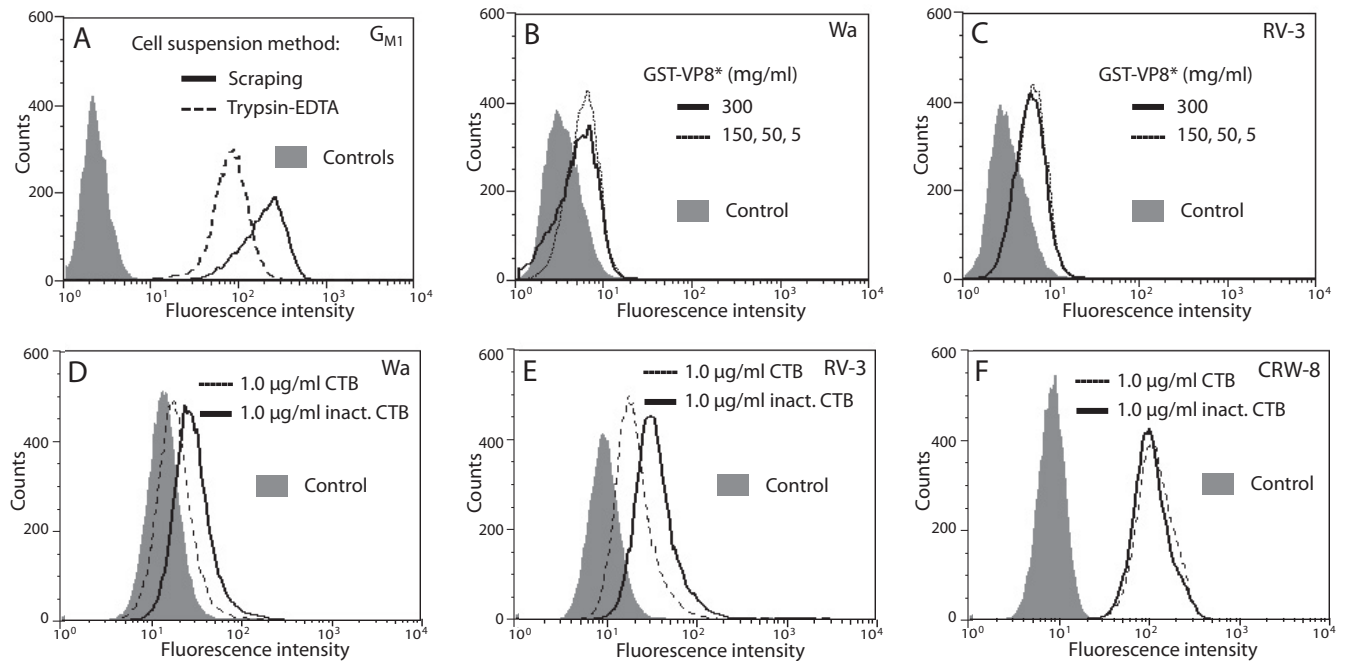 A
G_M1
Cell suspension method:
Scraping
Trypsin-EDTA
Controls
Counts
600
400
200
0
10^0 10^1 10^2 10^3 10^4
Fluorescence intensity
B
Wa
GST-VP8* (mg/ml)
300
150, 50, 5
Control
Counts
600
400
200
0
10^0 10^1 10^2 10^3 10^4
Fluorescence intensity
C
RV-3
GST-VP8* (mg/ml)
300
150, 50, 5
Control
Counts
600
400
200
0
10^0 10^1 10^2 10^3 10^4
Fluorescence intensity
D
Wa
1.0 µg/ml CTB
1.0 µg/ml inact. CTB
Control
Counts
600
400
200
0
10^0 10^1 10^2 10^3 10^4
Fluorescence intensity
E
RV-3
1.0 µg/ml CTB
1.0 µg/ml inact. CTB
Control
Counts
600
400
200
0
10^0 10^1 10^2 10^3 10^4
Fluorescence intensity
F
CRW-8
1.0 µg/ml CTB
1.0 µg/ml inact. CTB
Control
Counts
600
400
200
0
10^0 10^1 10^2 10^3 10^4
Fluorescence intensity